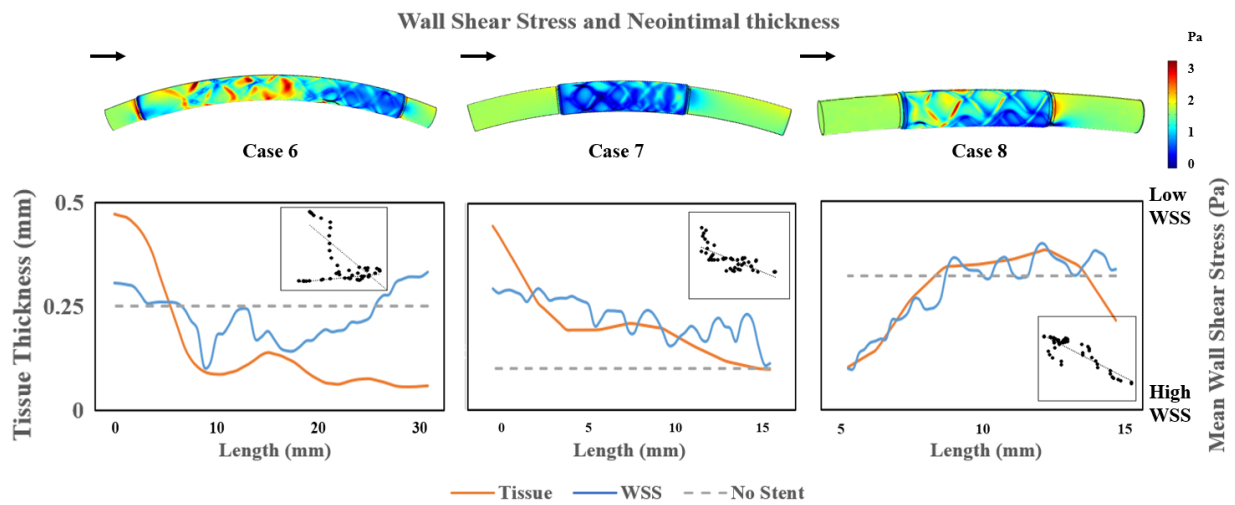 Wall Shear Stress and Neointimal thickness
Pa
3
2
1
0
Case 6
Case 7
Case 8
Tissue Thickness (mm)
0.5
0.25
0
0 10 20 30
Length (mm)
0 5 10 15
Length (mm)
5 10 15
Length (mm)
Low
WSS
High
WSS
Mean Wall Shear Stress (Pa)
Tissue WSS No Stent